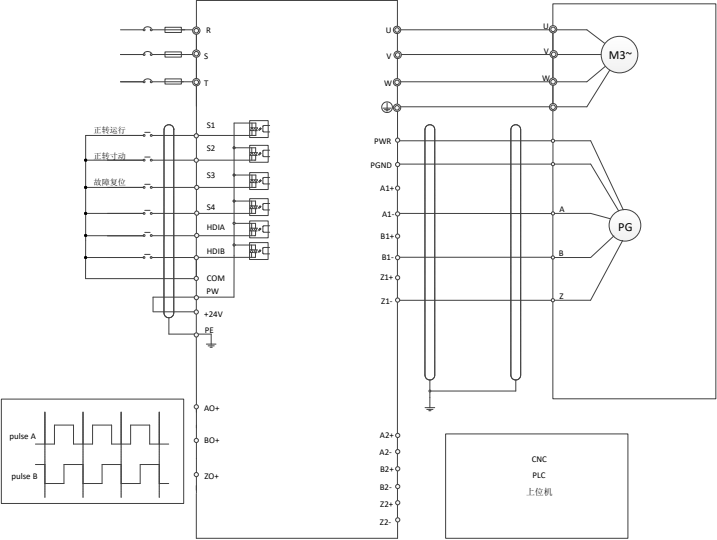 R
S
T
S1
正转运行
S2
正转寸动
S3
故障复位
S4
HDIA
HDIB
COM
PW
+24V
PE
AO+
BO+
ZO+
pulse A
pulse B
U
V
W
PWR
PGND
A1+
A1-
B1+
B1-
Z1+
Z1-
A2+
A2-
B2+
B2-
Z2+
Z2-
U
V
W
M3~
A
B
Z
PG
CNC
PLC
上位机